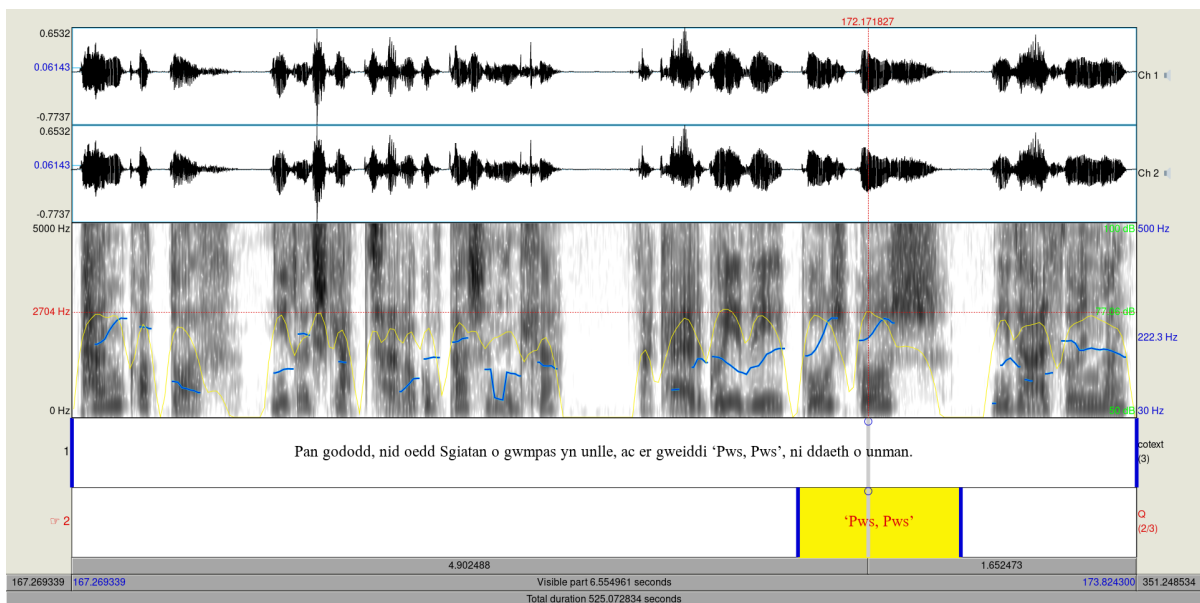 172.171827
0.6532
0.06143
-0.7737
Ch 1
0.6532
0.06143
-0.7737
Ch 2
5000 Hz
500 Hz
2704 Hz
222.3 Hz
0 Hz
30 Hz
1
Pan gododd, nid oedd Sgiatan o gwmpas yn unlle, ac er gweiddi ‘Pws, Pws’, ni ddaeth o unman.
cotext
(3)
☞ 2
‘Pws, Pws’
Q
(2/3)
4.902488
1.652473
167.269339
167.269339
Visible part 6.554961 seconds
173.824300
351.248534
Total duration 525.072834 seconds